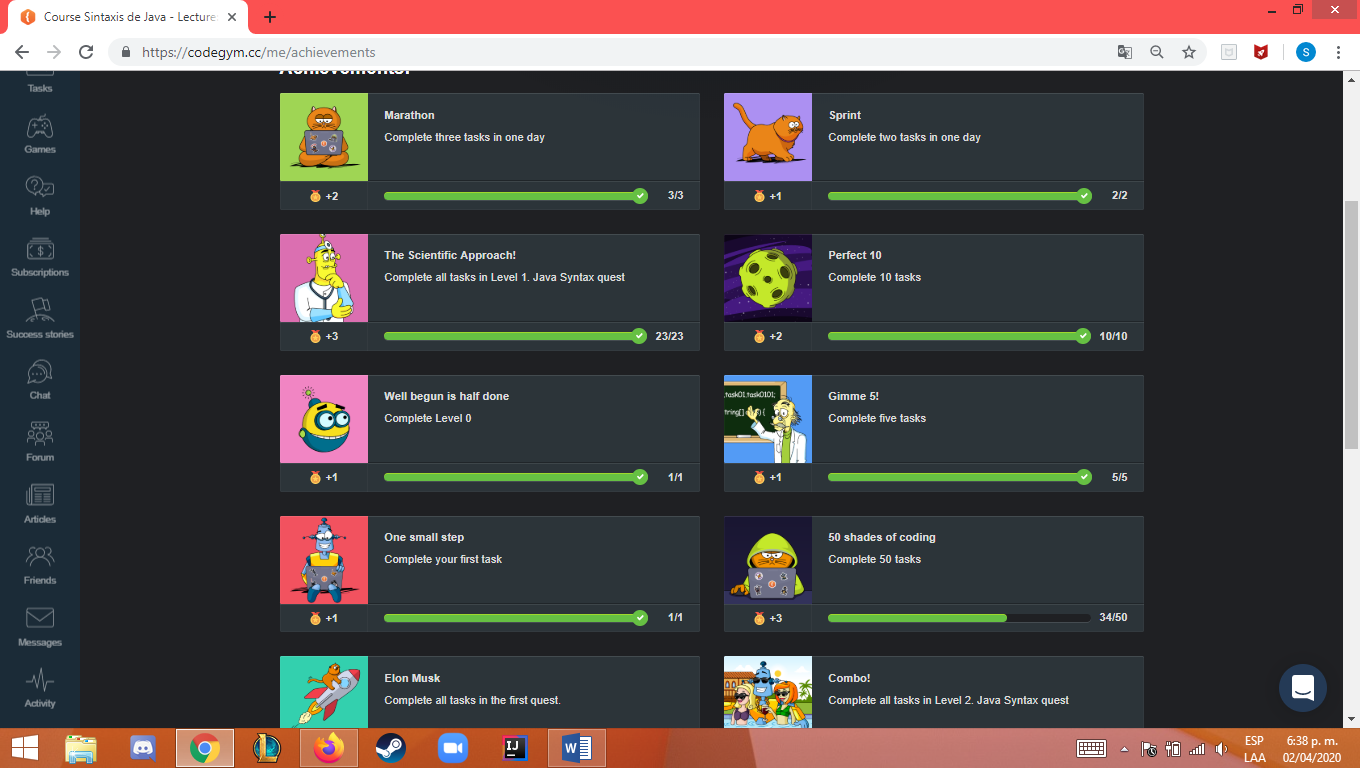 Course Sintaxis de Java - Lecture
https://codegym.cc/me/achievements
S
Achievements!
Tasks
Games
Help
Subscriptions
Success stories
Chat
Forum
Articles
Friends
Messages
Activity
Marathon
Complete three tasks in one day
+2
3/3
Sprint
Complete two tasks in one day
+1
2/2
The Scientific Approach!
Complete all tasks in Level 1. Java Syntax quest
+3
23/23
Perfect 10
Complete 10 tasks
+2
10/10
Well begun is half done
Complete Level 0
+1
1/1
.task01.task0101;
Gimme 5!
Complete five tasks
+1
5/5
One small step
Complete your first task
+1
1/1
50 shades of coding
Complete 50 tasks
+3
34/50
Elon Musk
Complete all tasks in the first quest.
Combo!
Complete all tasks in Level 2. Java Syntax quest
IJ
W
ESP
LAA
6:38 p. m.
02/04/2020